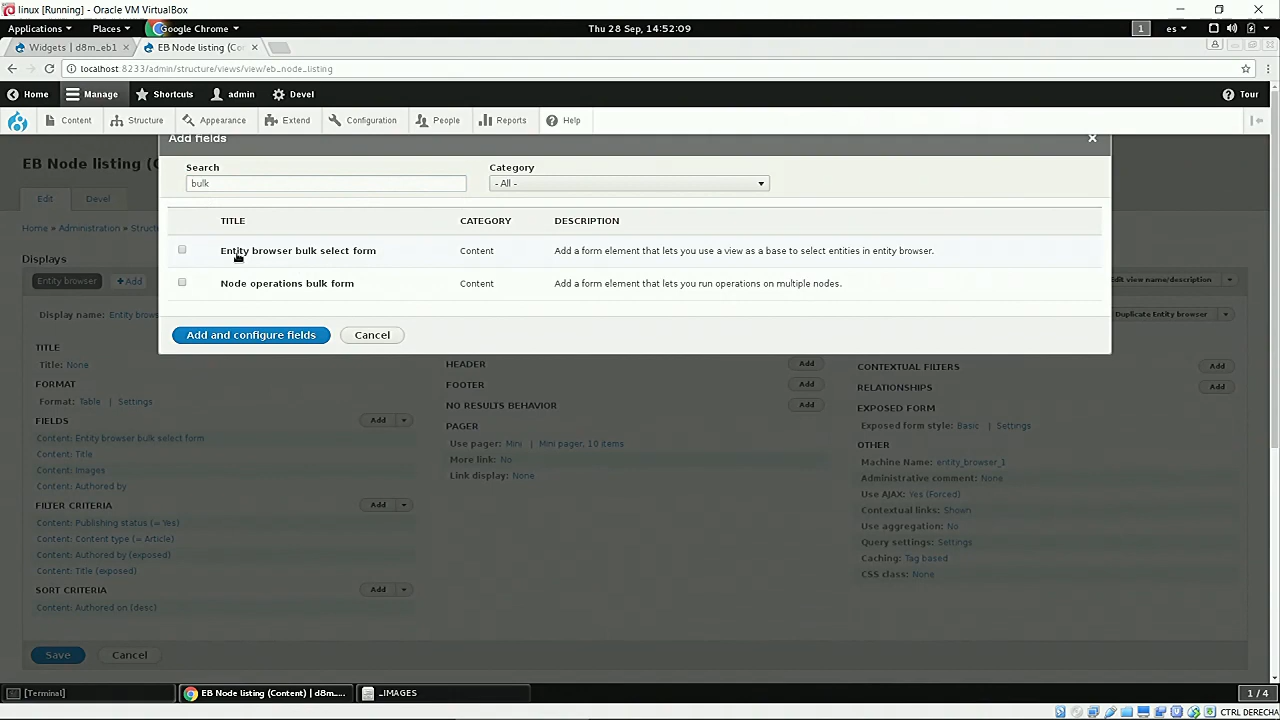 linux [Running] - Oracle VM VirtualBox
Applications Places Google Chrome Thu 28 Sep, 14:52:09 1 es
Widgets | d8m_eb1 × EB Node listing (Co ×
localhost 8233/admin/structure/views/view/eb_node_listing
Home Manage Shortcuts admin Devel Tour
Content Structure Appearance Extend Configuration People Reports Help
Add fields
EB Node listing (C
Search Category
bulk - All -
Edit Devel
TITLE CATEGORY DESCRIPTION
Home » Administration » Struct
Entity browser bulk select form Content Add a form element that lets you use a view as a base to select entities in entity browser.
Displays
Entity browser Add dit view name/description
Node operations bulk form Content Add a form element that lets you run operations on multiple nodes.
Display name: Entity brows Duplicate Entity browser
Add and configure fields Cancel
TITLE
Title: None
FORMAT
Format: Table | Settings
FIELDS Add
Content: Entity browser bulk select form
Content: Title
Content: Images
Content: Authored by
FILTER CRITERIA Add
Content: Publishing status (= Yes)
Content: Content type (= Article)
Content: Authored by (exposed)
Content: Title (exposed)
SORT CRITERIA Add
Content: Authored on (desc)
HEADER Add
FOOTER Add
NO RESULTS BEHAVIOR Add
PAGER
Use pager: Mini | Mini pager, 10 items
More link: No
Link display: None
CONTEXTUAL FILTERS Add
RELATIONSHIPS Add
EXPOSED FORM
Exposed form style: Basic | Settings
OTHER
Machine Name: entity_browser_1
Administrative comment: None
Use AJAX: Yes (Forced)
Contextual links: Shown
Use aggregation: No
Query settings: Settings
Caching: Tag based
CSS class: None
Save Cancel
[Terminal] EB Node listing (Content) | d8m_... _IMAGES 1 / 4
CTRL DERECHA